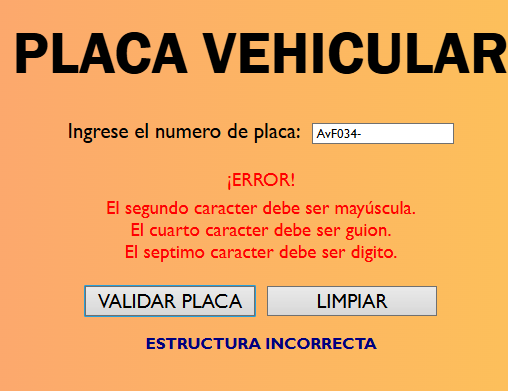 PLACA VEHICULAR
Ingrese el numero de placa: AvF034-
¡ERROR!
El segundo caracter debe ser mayúscula.
El cuarto caracter debe ser guion.
El septimo caracter debe ser digito.
VALIDAR PLACA LIMPIAR
ESTRUCTURA INCORRECTA